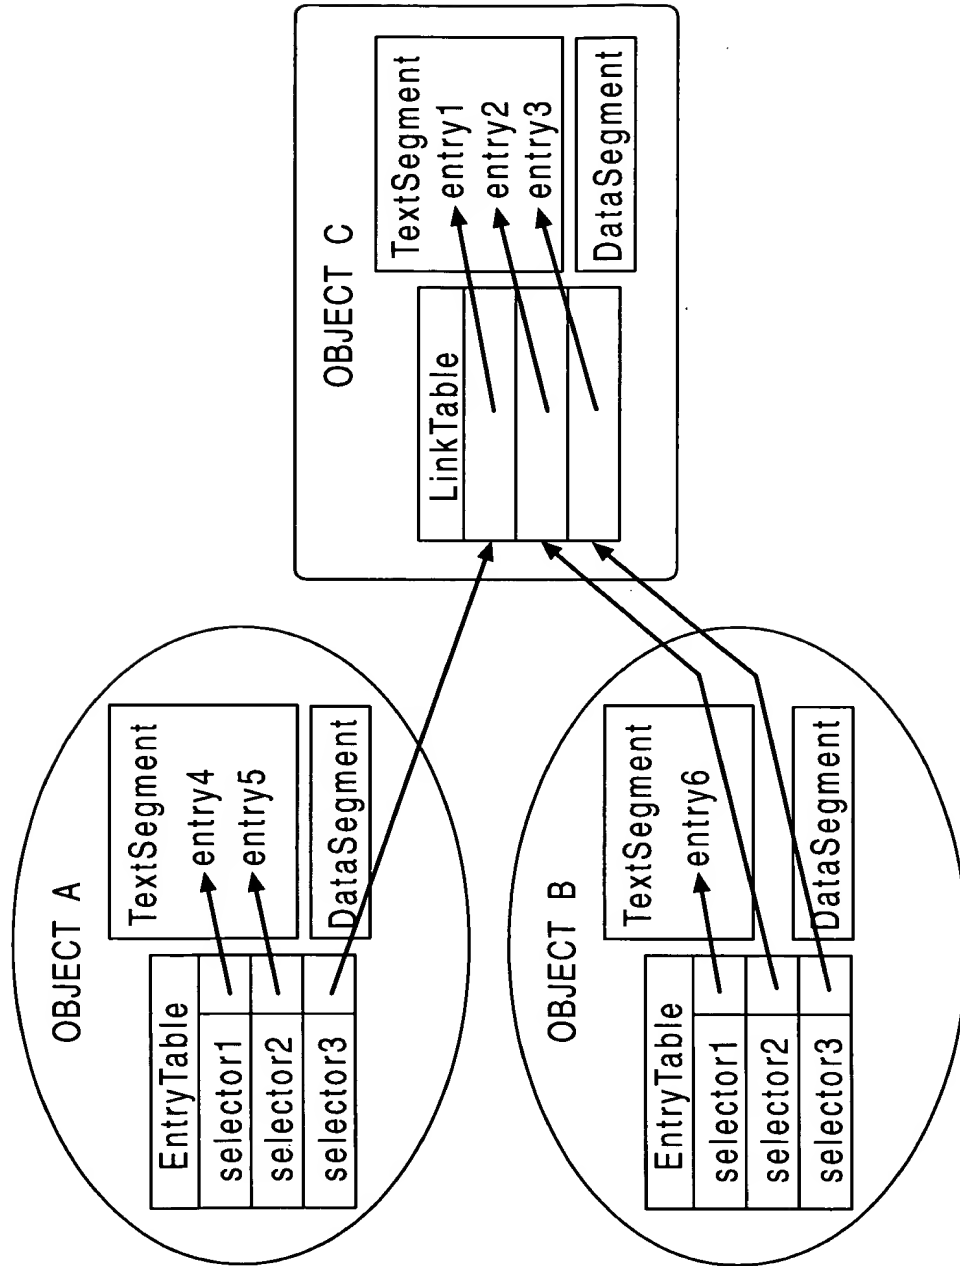 OBJECT A
EntryTable
selector1
selector2
selector3
TextSegment
entry4
entry5
DataSegment
OBJECT B
EntryTable
selector1
selector2
selector3
TextSegment
entry6
DataSegment
OBJECT C
LinkTable
TextSegment
entry1
entry2
entry3
DataSegment